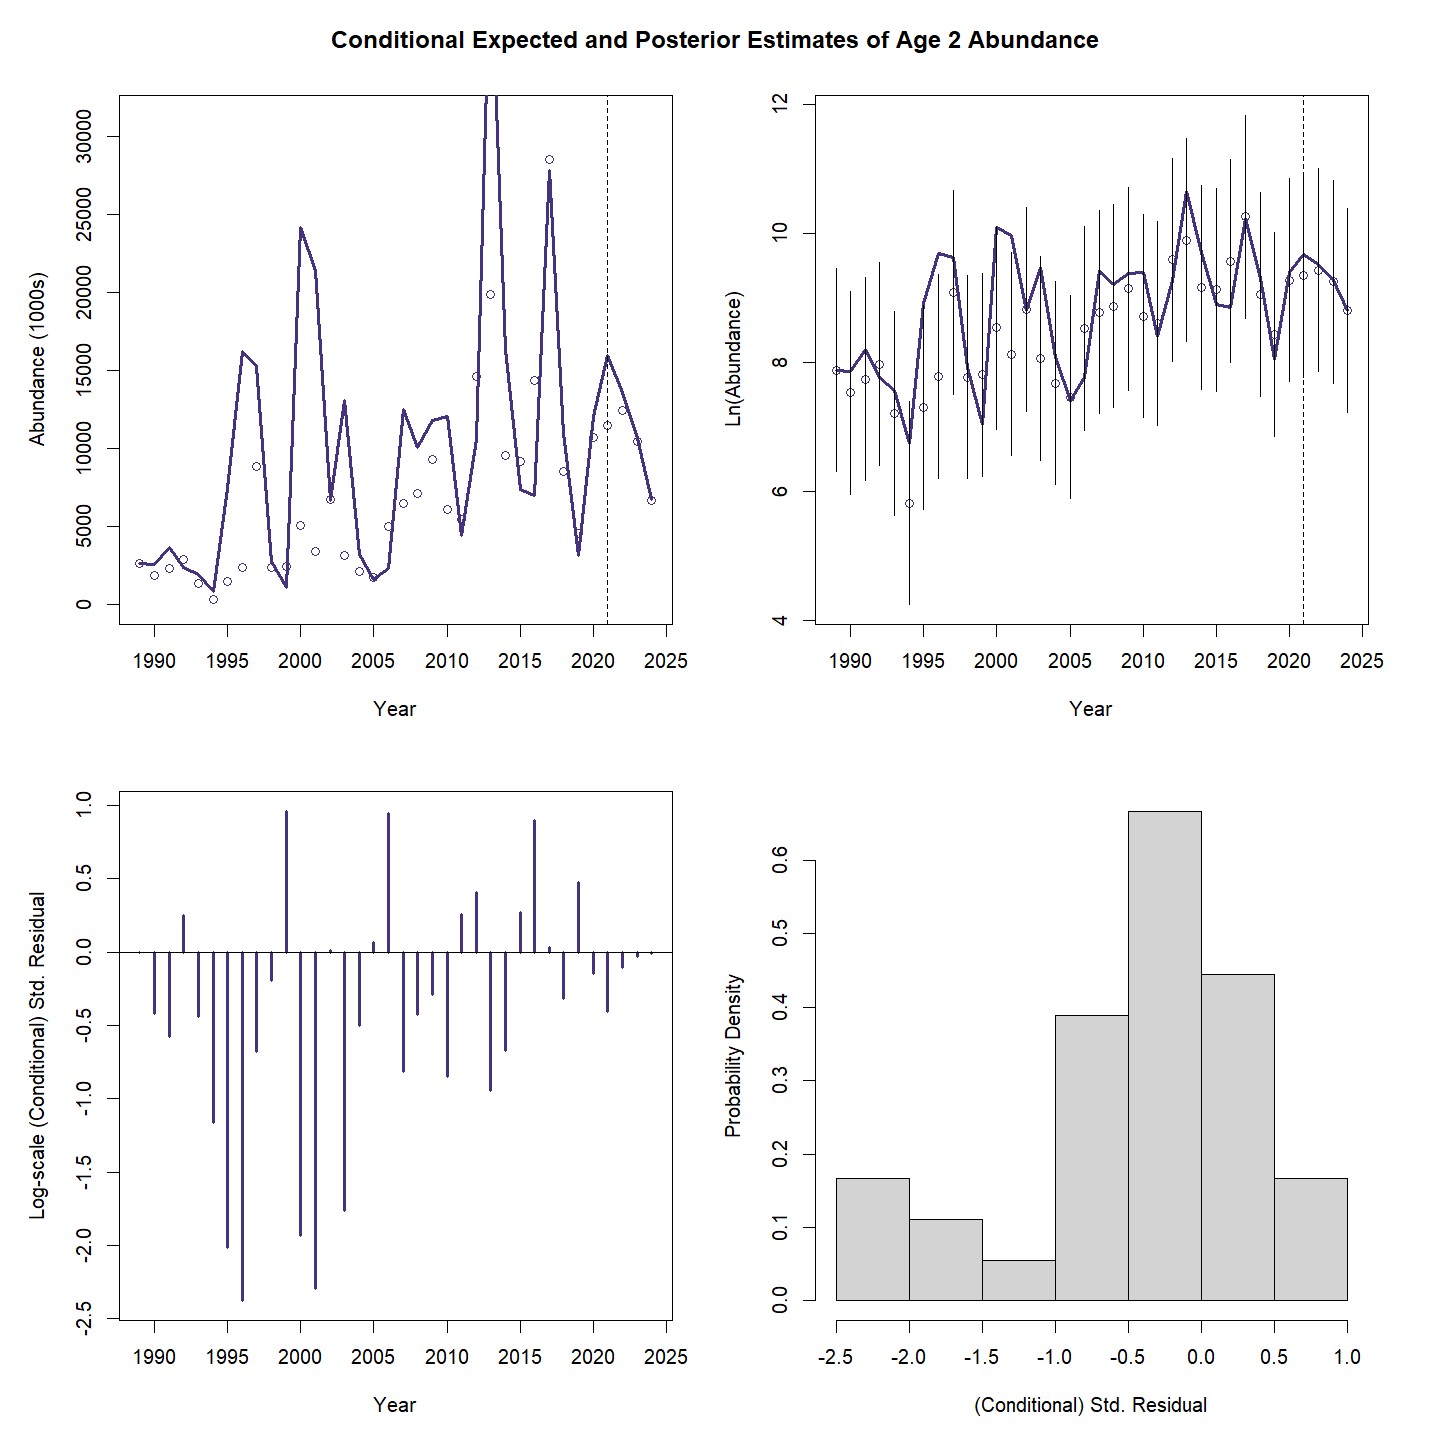 Conditional Expected and Posterior Estimates of Age 2 Abundance
Abundance (1000s)
30000
25000
20000
15000
10000
5000
0
1990 1995 2000 2005 2010 2015 2020 2025
Year
Ln(Abundance)
12
10
8
6
4
1990 1995 2000 2005 2010 2015 2020 2025
Year
Log-scale (Conditional) Std. Residual
1.0
0.5
0.0
-0.5
-1.0
-1.5
-2.0
-2.5
1990 1995 2000 2005 2010 2015 2020 2025
Year
Probability Density
0.6
0.5
0.4
0.3
0.2
0.1
0.0
-2.5 -2.0 -1.5 -1.0 -0.5 0.0 0.5 1.0
(Conditional) Std. Residual